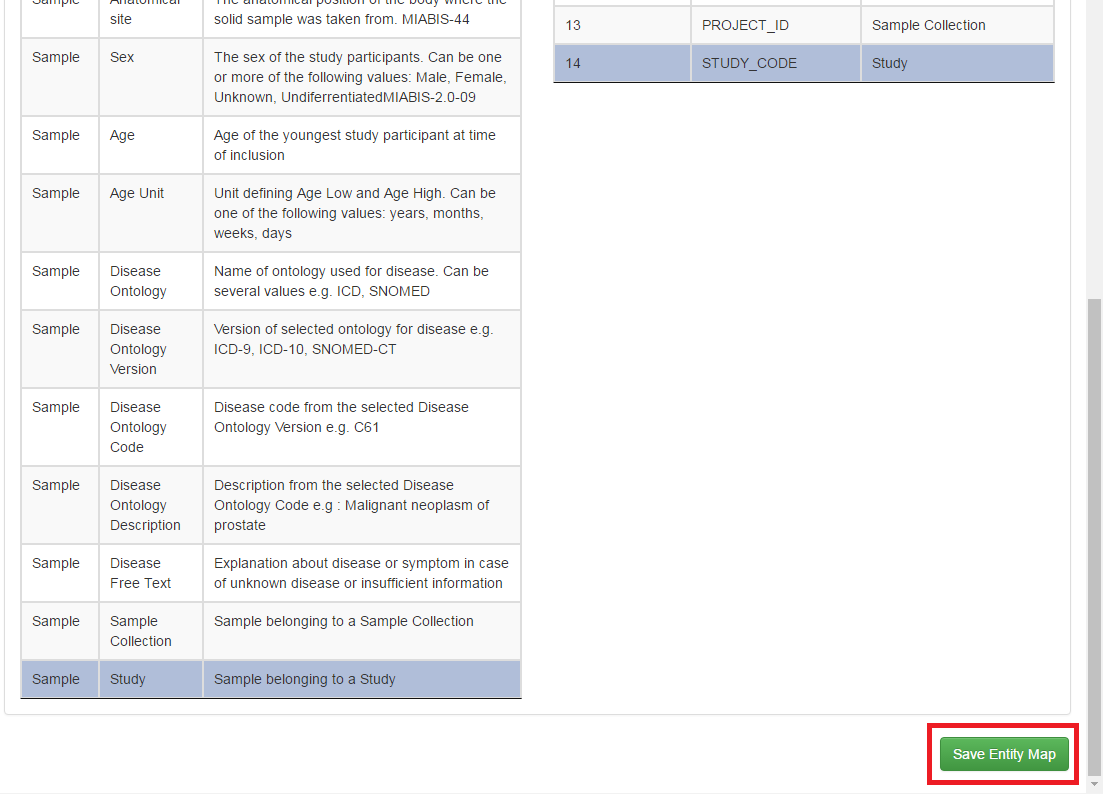 Sample Anatomical The anatomical position of the body where the
site solid sample was taken from. MIABIS-44
Sample Sex The sex of the study participants. Can be one
or more of the following values: Male, Female,
Unknown, UndiferrentiatedMIABIS-2.0-09
Sample Age Age of the youngest study participant at time
of inclusion
Sample Age Unit Unit defining Age Low and Age High. Can be
one of the following values: years, months,
weeks, days
Sample Disease Name of ontology used for disease. Can be
Ontology several values e.g. ICD, SNOMED
Sample Disease Version of selected ontology for disease e.g.
Ontology ICD-9, ICD-10, SNOMED-CT
Version
Sample Disease Disease code from the selected Disease
Ontology Ontology Version e.g. C61
Code
Sample Disease Description from the selected Disease
Ontology Ontology Code e.g : Malignant neoplasm of
Description prostate
Sample Disease Explanation about disease or symptom in case
Free Text of unknown disease or insufficient information
Sample Sample Sample belonging to a Sample Collection
Collection
Sample Study Sample belonging to a Study
13 PROJECT_ID Sample Collection
14 STUDY_CODE Study
Save Entity Map